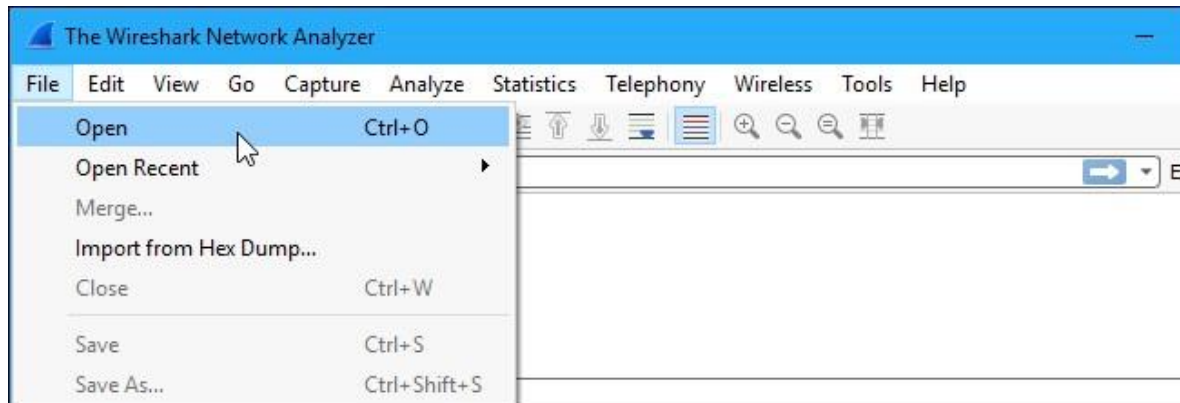 The Wireshark Network Analyzer
File Edit View Go Capture Analyze Statistics Telephony Wireless Tools Help
Open Ctrl+O
Open Recent
Merge...
Import from Hex Dump...
Close Ctrl+W
Save Ctrl+S
Save As... Ctrl+Shift+S